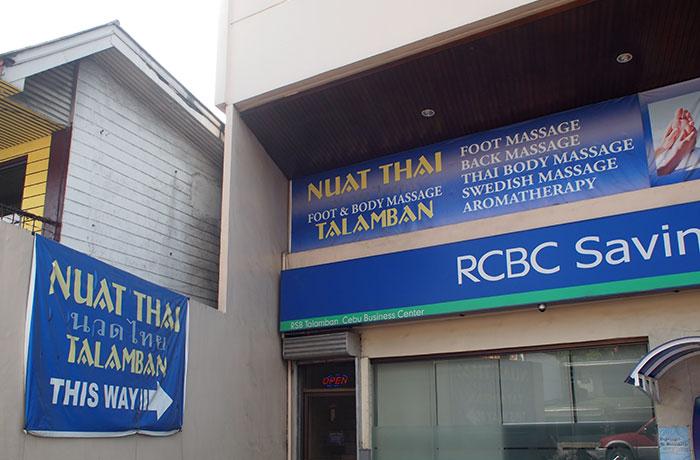 NUAT THAI
FOOT & BODY MASSAGE
TALAMBAN
FOOT MASSAGE
BACK MASSAGE
THAI BODY MASSAGE
SWEDISH MASSAGE
AROMATHERAPY
RCBC Savin
RSB Talamban Cebu Business Center
NUAT THAI
นวดไทย
TALAMBAN
THIS WAY!!
OPEN